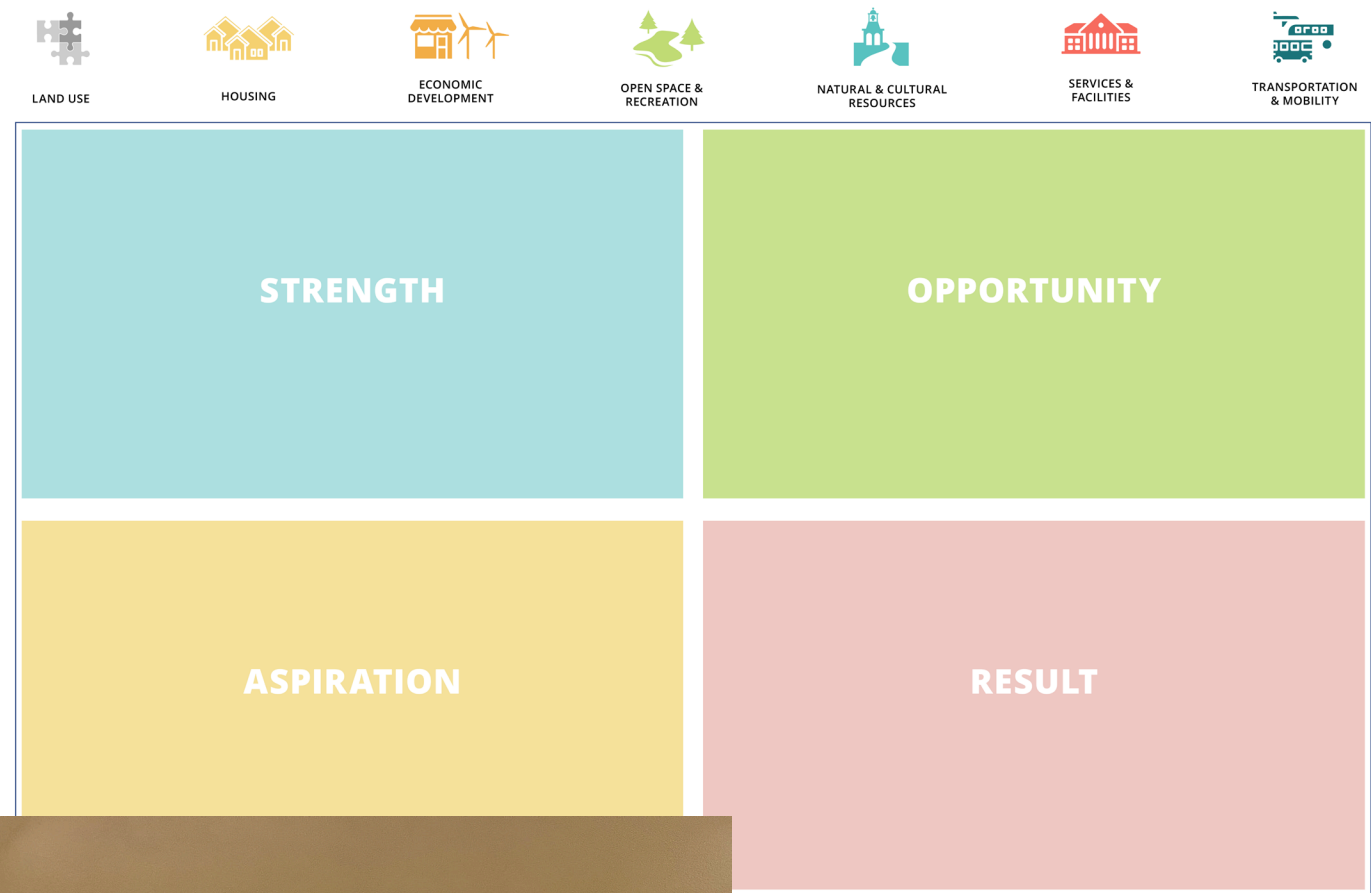 LAND USE
HOUSING
ECONOMIC
DEVELOPMENT
OPEN SPACE &
RECREATION
NATURAL & CULTURAL
RESOURCES
SERVICES &
FACILITIES
TRANSPORTATION
& MOBILITY
STRENGTH
OPPORTUNITY
ASPIRATION
RESULT